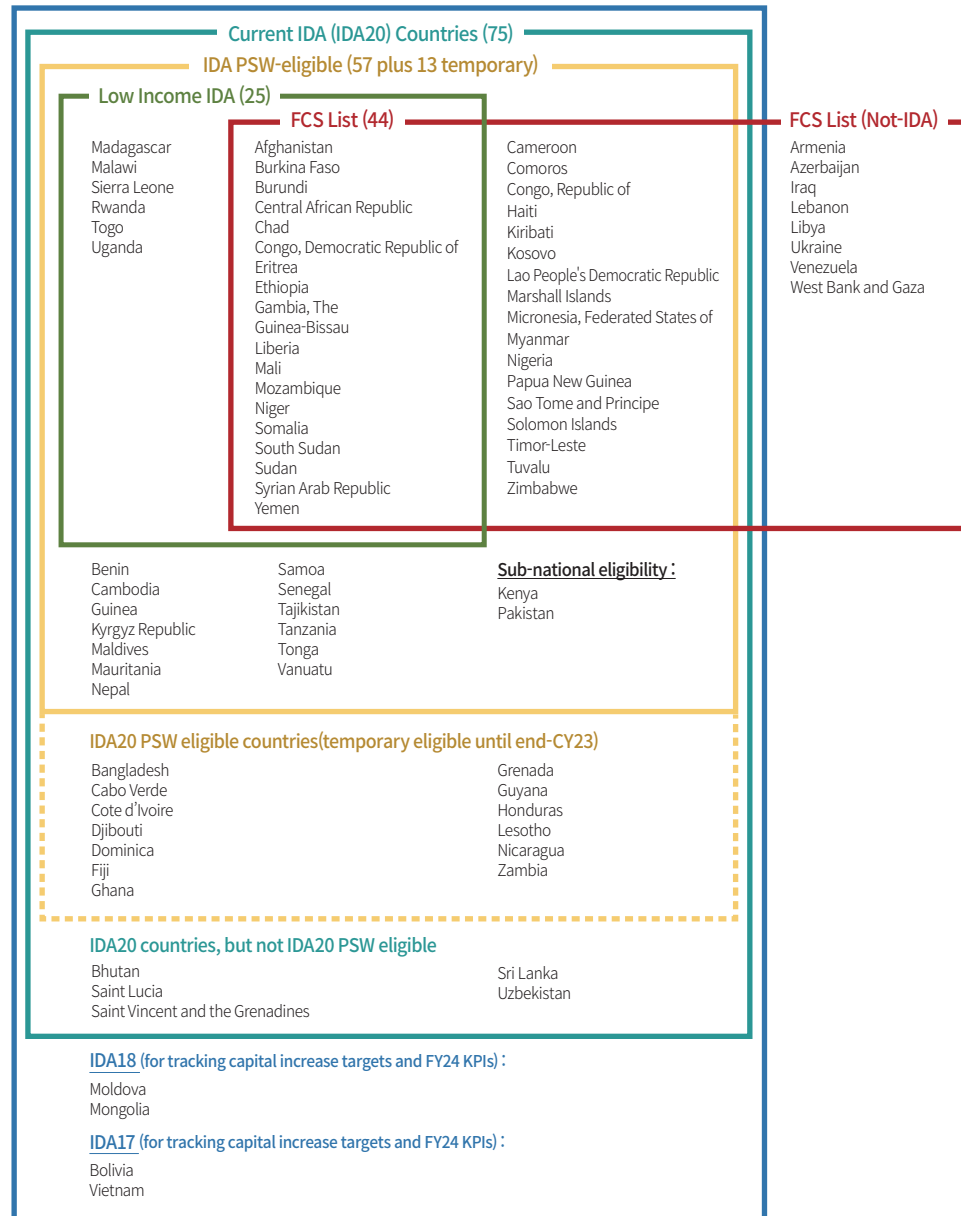 Current IDA (IDA20) Countries (75)
IDA PSW-eligible (57 plus 13 temporary)
Low Income IDA (25)
Madagascar
Malawi
Sierra Leone
Rwanda
Togo
Uganda
FCS List (44)
Afghanistan
Burkina Faso
Burundi
Central African Republic
Chad
Congo, Democratic Republic of
Eritrea
Ethiopia
Gambia, The
Guinea-Bissau
Liberia
Mali
Mozambique
Niger
Somalia
South Sudan
Sudan
Syrian Arab Republic
Yemen
Cameroon
Comoros
Congo, Republic of
Haiti
Kiribati
Kosovo
Lao People's Democratic Republic
Marshall Islands
Micronesia, Federated States of
Myanmar
Nigeria
Papua New Guinea
Sao Tome and Principe
Solomon Islands
Timor-Leste
Tuvalu
Zimbabwe
FCS List (Not-IDA)
Armenia
Azerbaijan
Iraq
Lebanon
Libya
Ukraine
Venezuela
West Bank and Gaza
Benin
Cambodia
Guinea
Kyrgyz Republic
Maldives
Mauritania
Nepal
Samoa
Senegal
Tajikistan
Tanzania
Tonga
Vanuatu
Sub-national eligibility :
Kenya
Pakistan
IDA20 PSW eligible countries(temporary eligible until end-CY23)
Bangladesh
Cabo Verde
Cote d’Ivoire
Djibouti
Dominica
Fiji
Ghana
Grenada
Guyana
Honduras
Lesotho
Nicaragua
Zambia
IDA20 countries, but not IDA20 PSW eligible
Bhutan
Saint Lucia
Saint Vincent and the Grenadines
Sri Lanka
Uzbekistan
IDA18 (for tracking capital increase targets and FY24 KPIs) :
Moldova
Mongolia
IDA17 (for tracking capital increase targets and FY24 KPIs) :
Bolivia
Vietnam